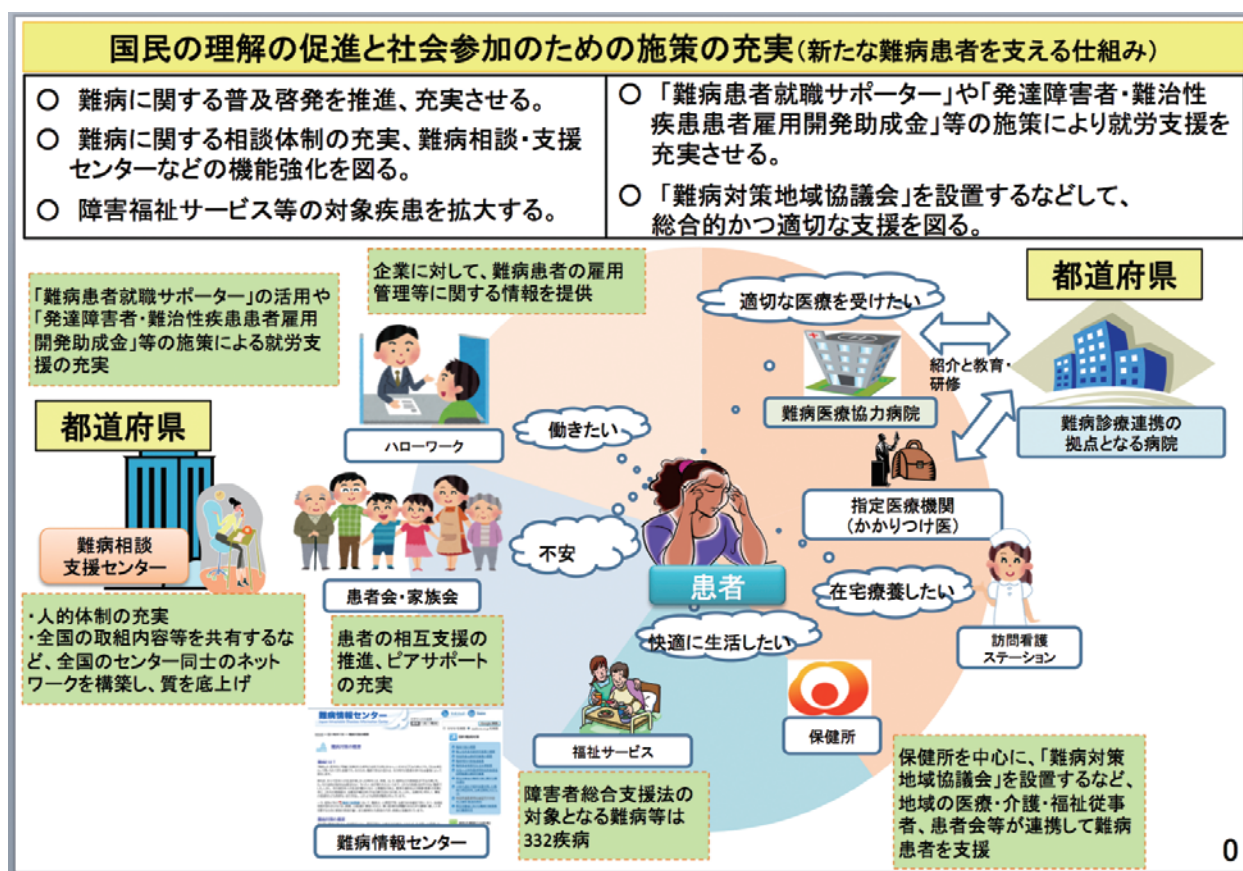 国民の理解の促進と社会参加のための施策の充実(新たな難病患者を支える仕組み)
○ 難病に関する普及啓発を推進、充実させる。
○ 難病に関する相談体制の充実、難病相談・支援
センターなどの機能強化を図る。
○ 障害福祉サービス等の対象疾患を拡大する。
○ 「難病患者就職サポーター」や「発達障害者・難治性
疾患患者雇用開発助成金」等の施策により就労支援を
充実させる。
○ 「難病対策地域協議会」を設置するなどして、
総合的かつ適切な支援を図る。
「難病患者就職サポーター」の活用や
「発達障害者・難治性疾患患者雇用
開発助成金」等の施策による就労支
援の充実
企業に対して、難病患者の雇用
管理等に関する情報を提供
適切な医療を受けたい
都道府県
紹介と教育・
研修
難病医療協力病院
難病診療連携の
拠点となる病院
都道府県
ハローワーク
働きたい
指定医療機関
(かかりつけ医)
難病相談
支援センター
不安
患者
在宅療養したい
患者会・家族会
訪問看護
ステーション
・人的体制の充実
・全国の取組内容等を共有するな
ど、全国のセンター同士のネット
ワークを構築し、質を底上げ
患者の相互支援の
推進、ピアサポート
の充実
快適に生活したい
保健所
福祉サービス
難病情報センター
難病情報センター
障害者総合支援法の
対象となる難病等は
332疾病
保健所を中心に、「難病対策
地域協議会」を設置するなど、
地域の医療・介護・福祉従事
者、患者会等が連携して難病
患者を支援
0